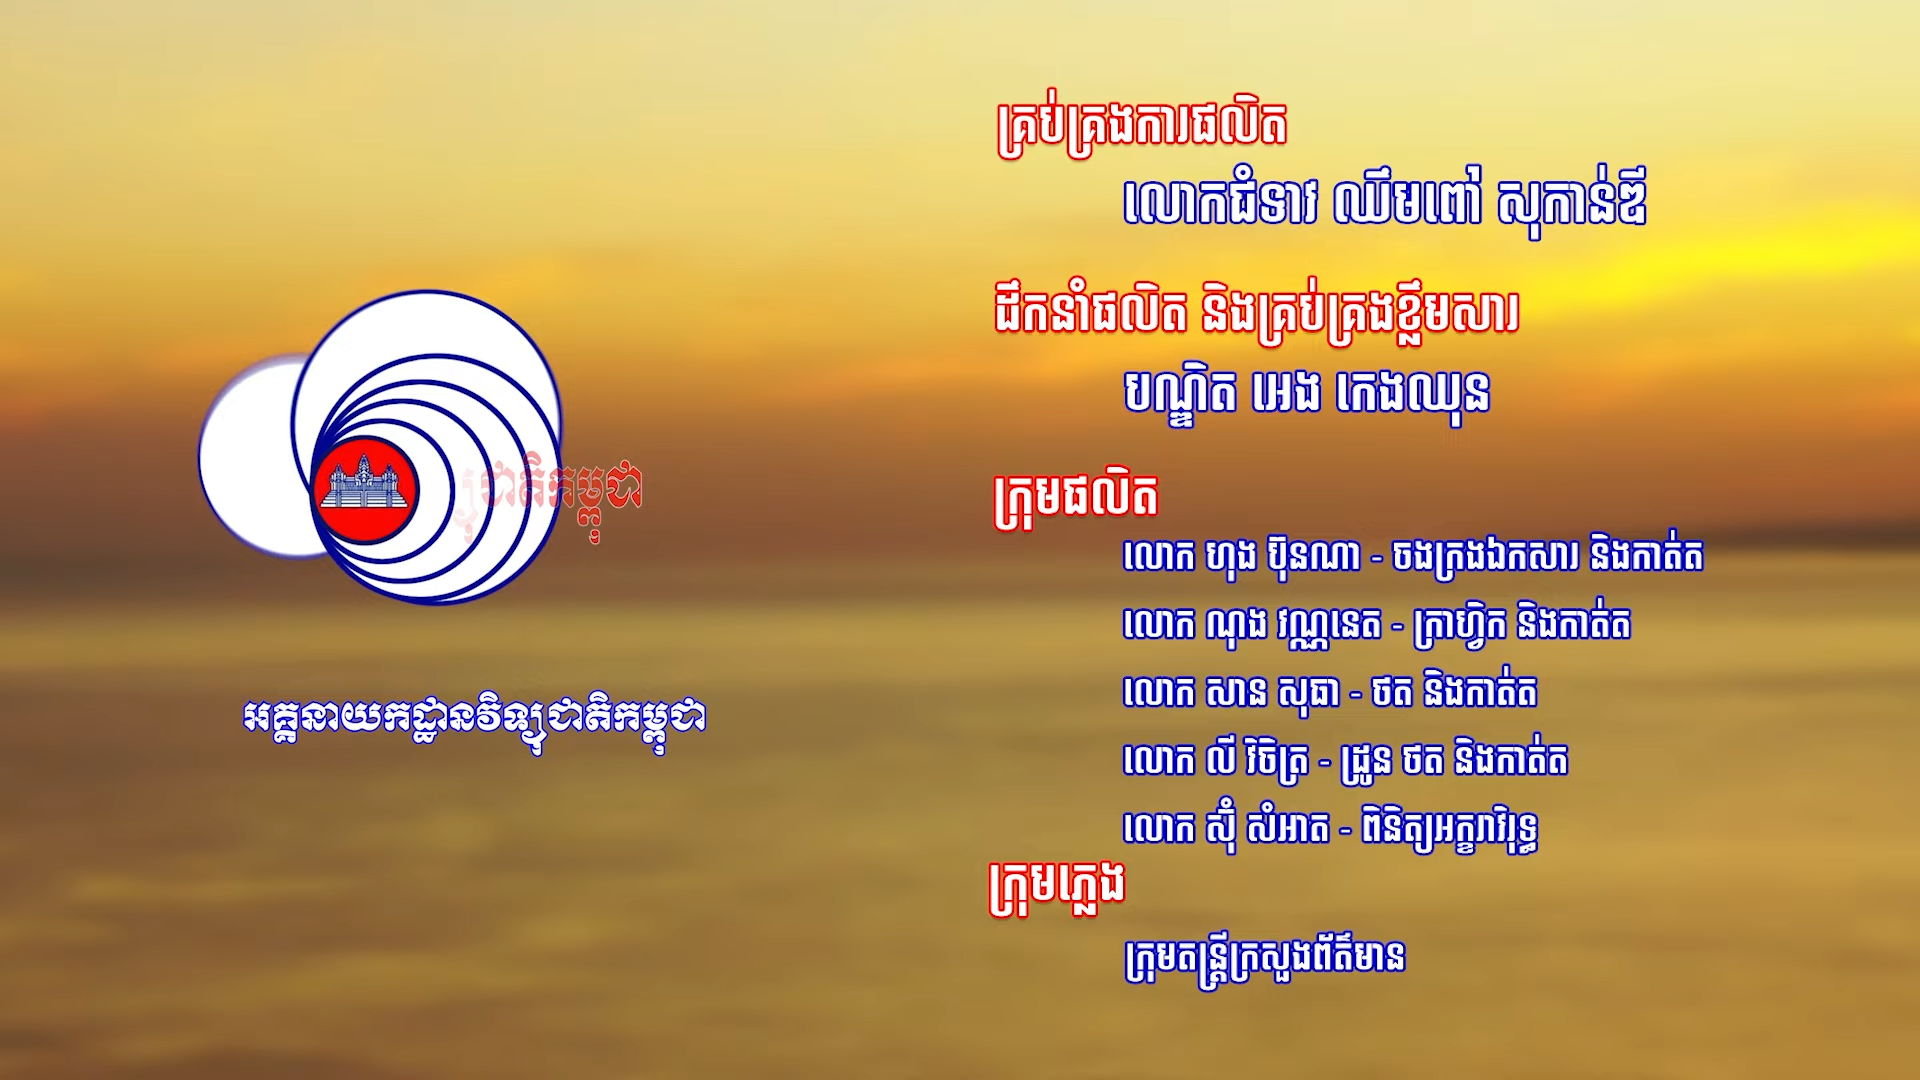 គ្រប់គ្រងការផលិត
លោកជំទាវ ឈឹមពៅ សុកាន់ឌី
ដឹកនាំផលិត និងគ្រប់គ្រងខ្លឹមសារ
បណ្ឌិត អេង កេងឈុន
ក្រុមផលិត
លោក ហុង ប៊ុនណា - ចងក្រងឯកសារ និងកាត់ត
លោក ណុង វណ្ណនេត - ក្រាហ្វិក និងកាត់ត
លោក សាន សុធា - ថត និងកាត់ត
លោក លី វិចិត្រ - ដ្រូន ថត និងកាត់ត
លោក ស៊ុំ សំអាត - ពិនិត្យអក្ខរាវិរុទ្ធ
ក្រុមភ្លេង
ក្រុមតន្ត្រីក្រសួងព័ត៌មាន
ជាតិកម្ពុជា
អគ្គនាយកដ្ឋានវិទ្យុជាតិកម្ពុជា